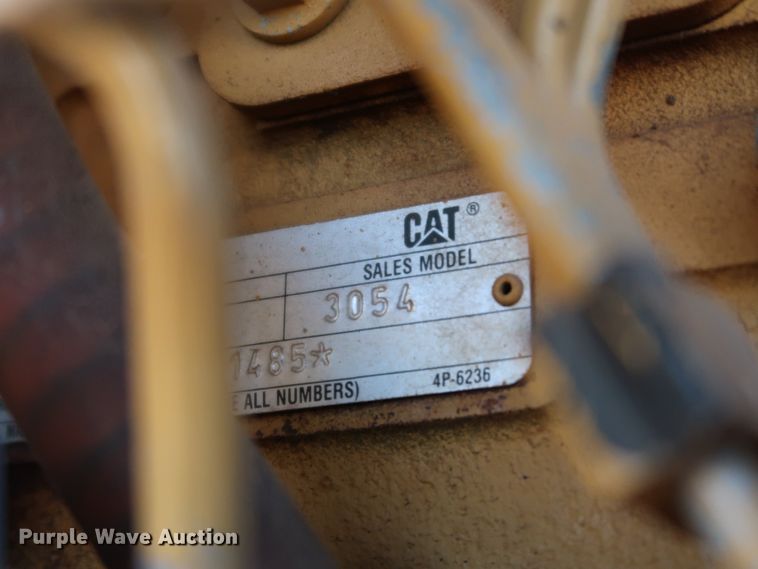 CAT®
SALES MODEL
3054
1485*
E ALL NUMBERS) 4P-6236
Purple Wave Auction